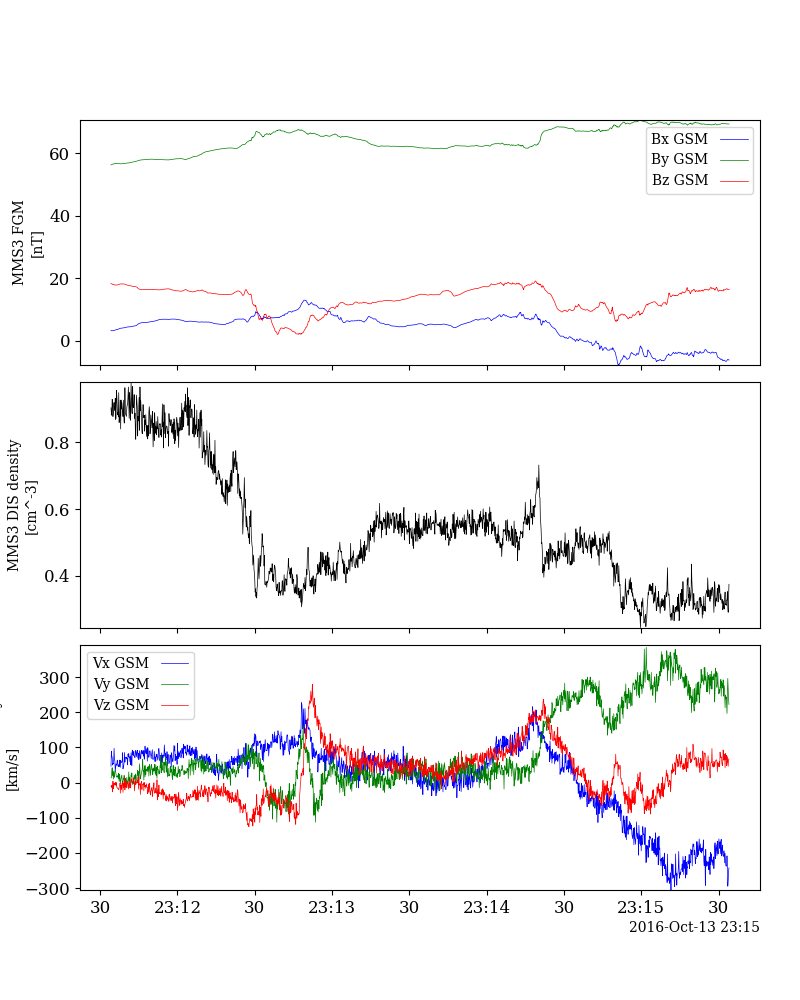 MMS3 FGM
[nT]
60
40
20
0
Bx GSM
By GSM
Bz GSM
MMS3 DIS density
[cm^-3]
0.8
0.6
0.4
[km/s]
300
200
100
0
−100
−200
−300
Vx GSM
Vy GSM
Vz GSM
30 23:12 30 23:13 30 23:14 30 23:15 30
2016-Oct-13 23:15